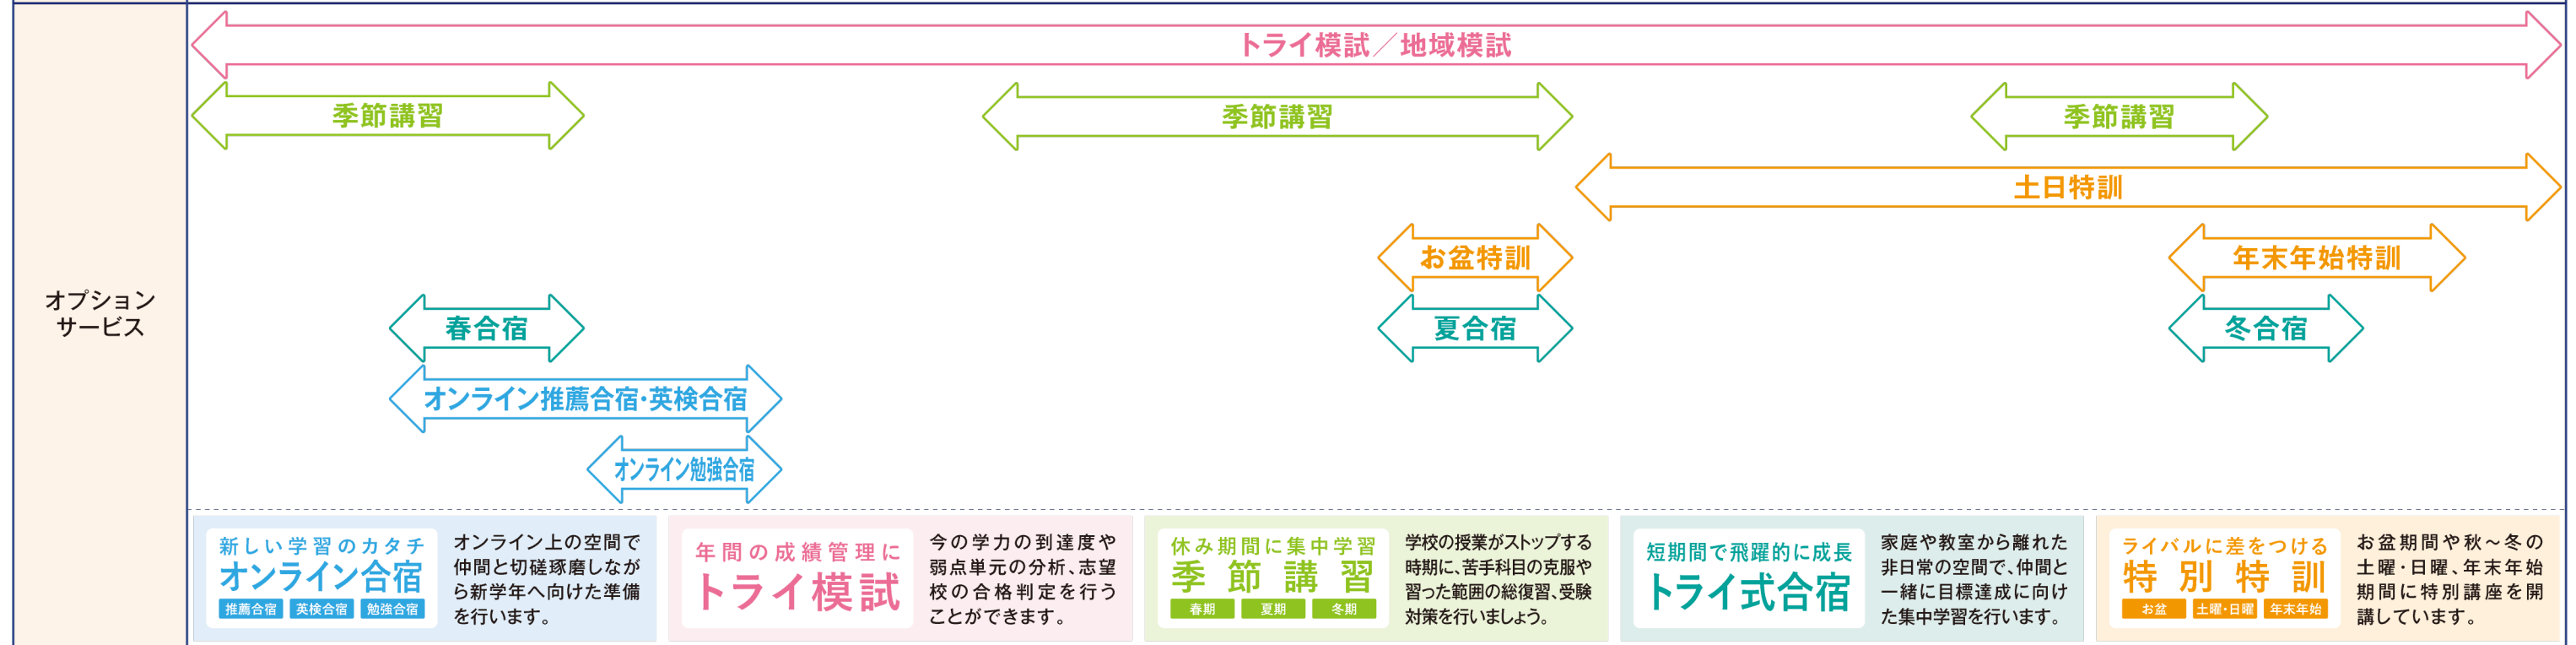 トライ模試／地域模試
季節講習
季節講習
季節講習
土日特訓
お盆特訓
年末年始特訓
オプション
サービス
春合宿
夏合宿
冬合宿
オンライン推薦合宿・英検合宿
オンライン勉強合宿
新しい学習のカタチ
オンライン合宿
推薦合宿 英検合宿 勉強合宿
オンライン上の空間で
仲間と切磋琢磨しなが
ら新学年へ向けた準備
を行います。
年間の成績管理に
トライ模試
今の学力の到達度や
弱点単元の分析、志望
校の合格判定を行う
ことができます。
休み期間に集中学習
季節講習
春期 夏期 冬期
学校の授業がストップする
時期に、苦手科目の克服や
習った範囲の総復習、受験
対策を行いましょう。
短期間で飛躍的に成長
トライ式合宿
家庭や教室から離れた
非日常の空間で、仲間と
一緒に目標達成に向け
た集中学習を行います。
ライバルに差をつける
特別特訓
お盆 土曜・日曜 年末年始
お盆期間や秋～冬の
土曜・日曜、年末年始
期間に特別講座を開
講しています。